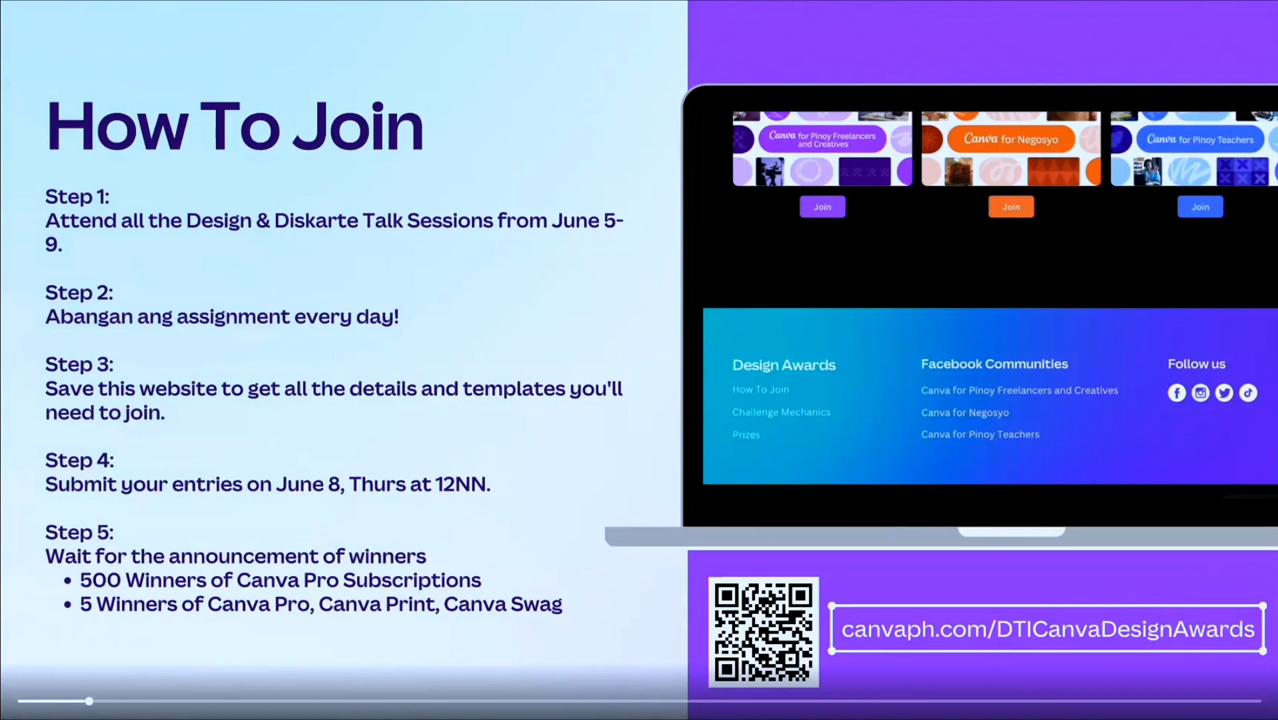 How To Join
Step 1:
Attend all the Design & Diskarte Talk Sessions from June 5-
9.
Step 2:
Abangan ang assignment every day!
Step 3:
Save this website to get all the details and templates you'll
need to join.
Step 4:
Submit your entries on June 8, Thurs at 12NN.
Step 5:
Wait for the announcement of winners
• 500 Winners of Canva Pro Subscriptions
• 5 Winners of Canva Pro, Canva Print, Canva Swag
Canva for Pinoy Freelancers
and Creatives
Join
Canva for Negosyo
Join
Canva for Pinoy Teachers
Join
Design Awards
How To Join
Challenge Mechanics
Prizes
Facebook Communities
Canva for Pinoy Freelancers and Creatives
Canva for Negosyo
Canva for Pinoy Teachers
Follow us
canvaph.com/DTICanvaDesignAwards